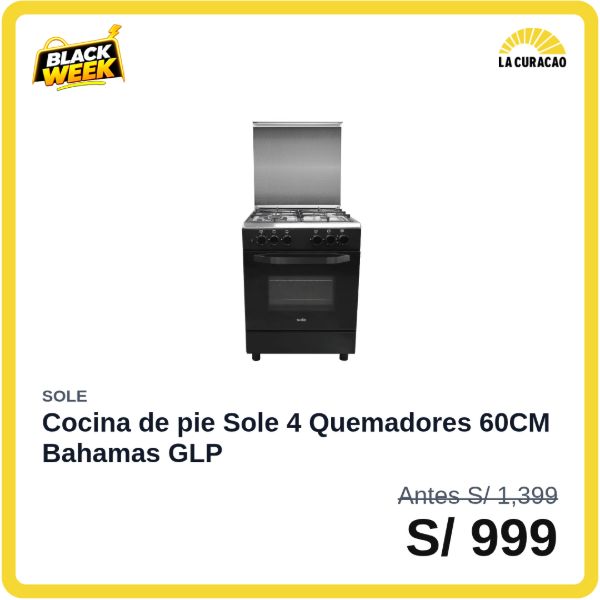 BLACK
WEEK
LA CURACAO
SOLE
Cocina de pie Sole 4 Quemadores 60CM
Bahamas GLP
Antes S/ 1,399
S/ 999